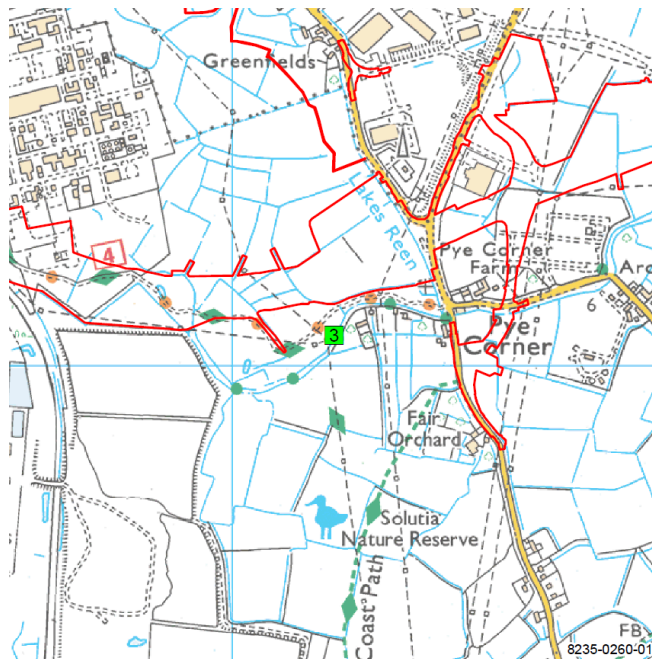 Greenfields
Lakes Reen
4
Pye Corner
Farm
Arc
6
3
Pye
Corner
Fair
Orchard
Solutia
Nature Reserve
Coast Path
FB
8235-0260-01